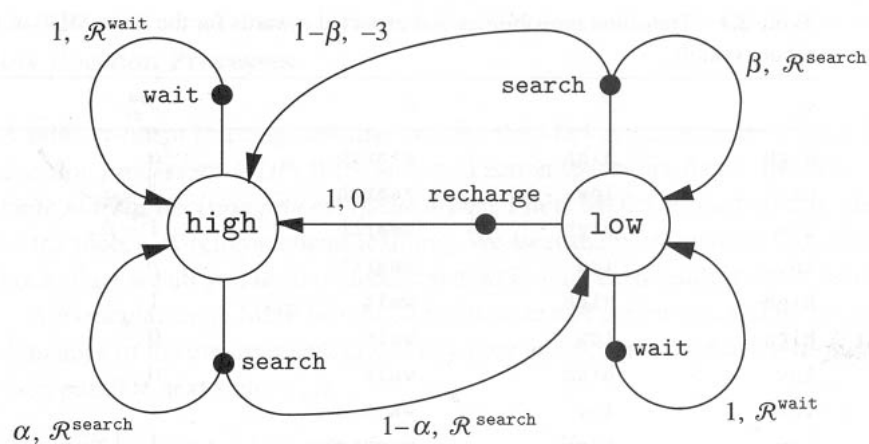 1, ℛ^wait
1−β, −3
wait
search
β, ℛ^search
recharge
1, 0
high
low
search
wait
α, ℛ^search
1−α, ℛ^search
1, ℛ^wait